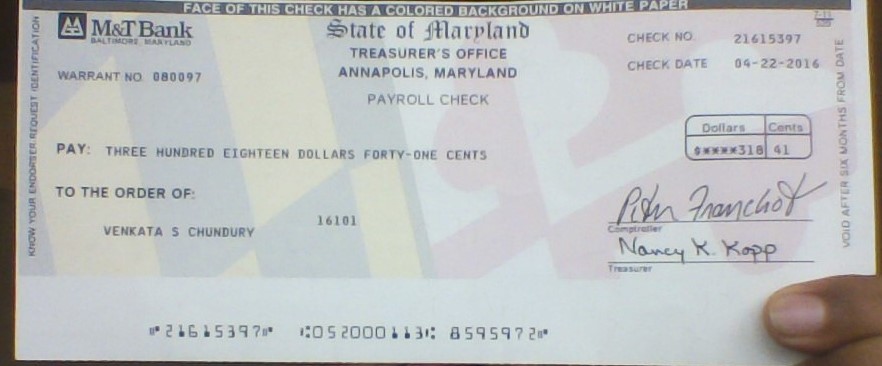 FACE OF THIS CHECK HAS A COLORED BACKGROUND ON WHITE PAPER
M&T Bank
BALTIMORE, MARYLAND
State of Maryland
TREASURER'S OFFICE
ANNAPOLIS, MARYLAND
PAYROLL CHECK
WARRANT NO. 080097
CHECK NO. 21615397
CHECK DATE 04-22-2016
Dollars Cents
$*****318 41
PAY: THREE HUNDRED EIGHTEEN DOLLARS FORTY-ONE CENTS
TO THE ORDER OF:
16101
VENKATA S CHUNDURY
Peter Franchot
Comptroller
Nancy K. Kopp
Treasurer
KNOW YOUR ENDORSER-REQUEST IDENTIFICATION
VOID AFTER SIX MONTHS FROM DATE
⑈21615397⑈ ⑆052000113⑆ 8595972⑈